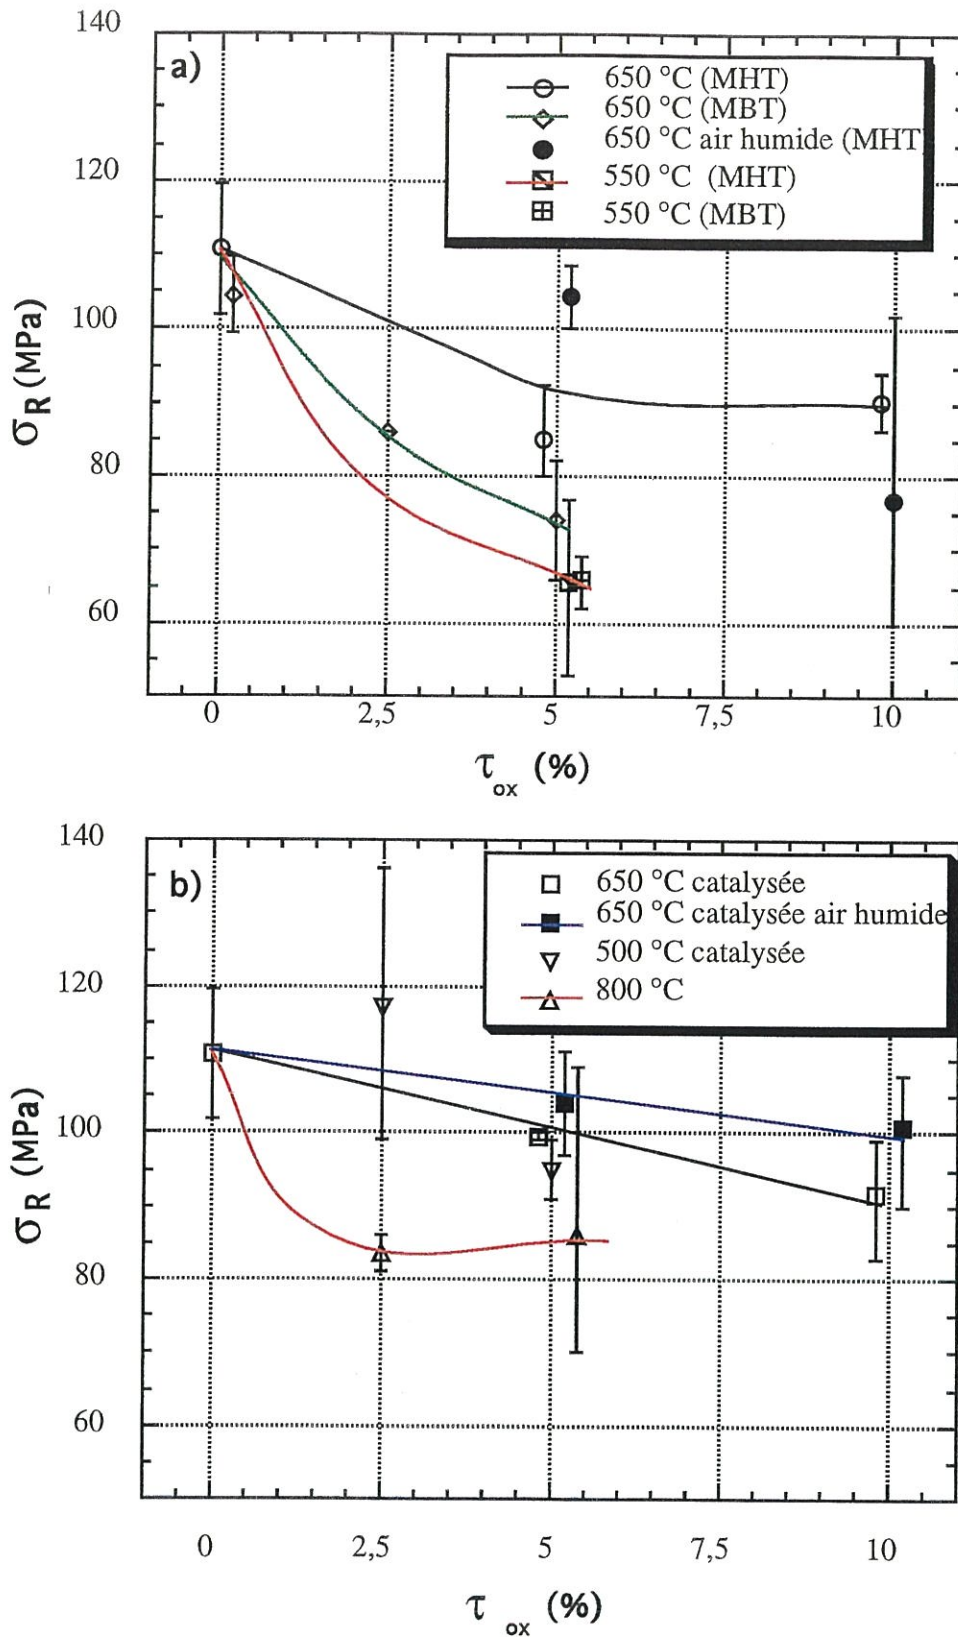 140
a)
650 °C (MHT)
650 °C (MBT)
650 °C air humide (MHT)
550 °C (MHT)
550 °C (MBT)
120
100
80
60
σR (MPa)
0 2,5 5 7,5 10
τox (%)
140
b)
650 °C catalysée
650 °C catalysée air humide
500 °C catalysée
800 °C
120
100
80
60
σR (MPa)
0 2,5 5 7,5 10
τ ox (%)